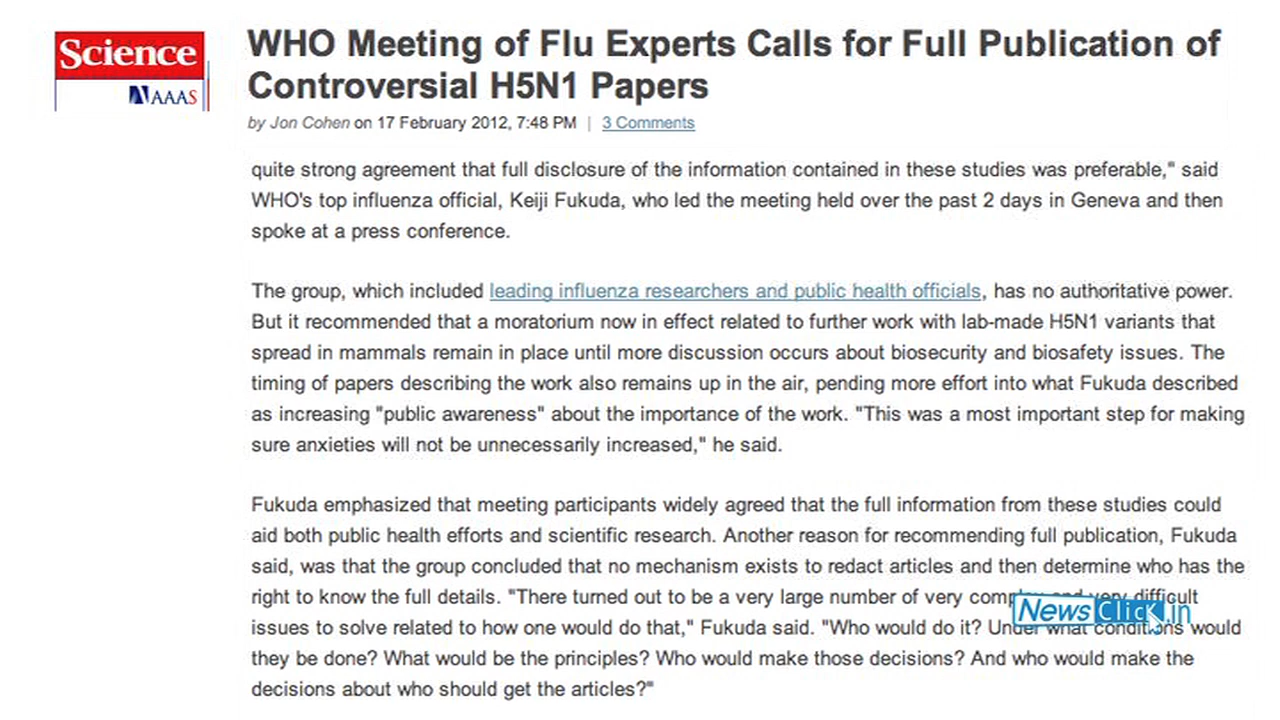 Science
AAAS
WHO Meeting of Flu Experts Calls for Full Publication of
Controversial H5N1 Papers
by Jon Cohen on 17 February 2012, 7:48 PM | 3 Comments
quite strong agreement that full disclosure of the information contained in these studies was preferable," said
WHO's top influenza official, Keiji Fukuda, who led the meeting held over the past 2 days in Geneva and then
spoke at a press conference.
The group, which included leading influenza researchers and public health officials, has no authoritative power.
But it recommended that a moratorium now in effect related to further work with lab-made H5N1 variants that
spread in mammals remain in place until more discussion occurs about biosecurity and biosafety issues. The
timing of papers describing the work also remains up in the air, pending more effort into what Fukuda described
as increasing "public awareness" about the importance of the work. "This was a most important step for making
sure anxieties will not be unnecessarily increased," he said.
Fukuda emphasized that meeting participants widely agreed that the full information from these studies could
aid both public health efforts and scientific research. Another reason for recommending full publication, Fukuda
said, was that the group concluded that no mechanism exists to redact articles and then determine who has the
right to know the full details. "There turned out to be a very large number of very complex and very difficult
issues to solve related to how one would do that," Fukuda said. "Who would do it? Under what conditions would
they be done? What would be the principles? Who would make those decisions? And who would make the
decisions about who should get the articles?"
NewsClick.in